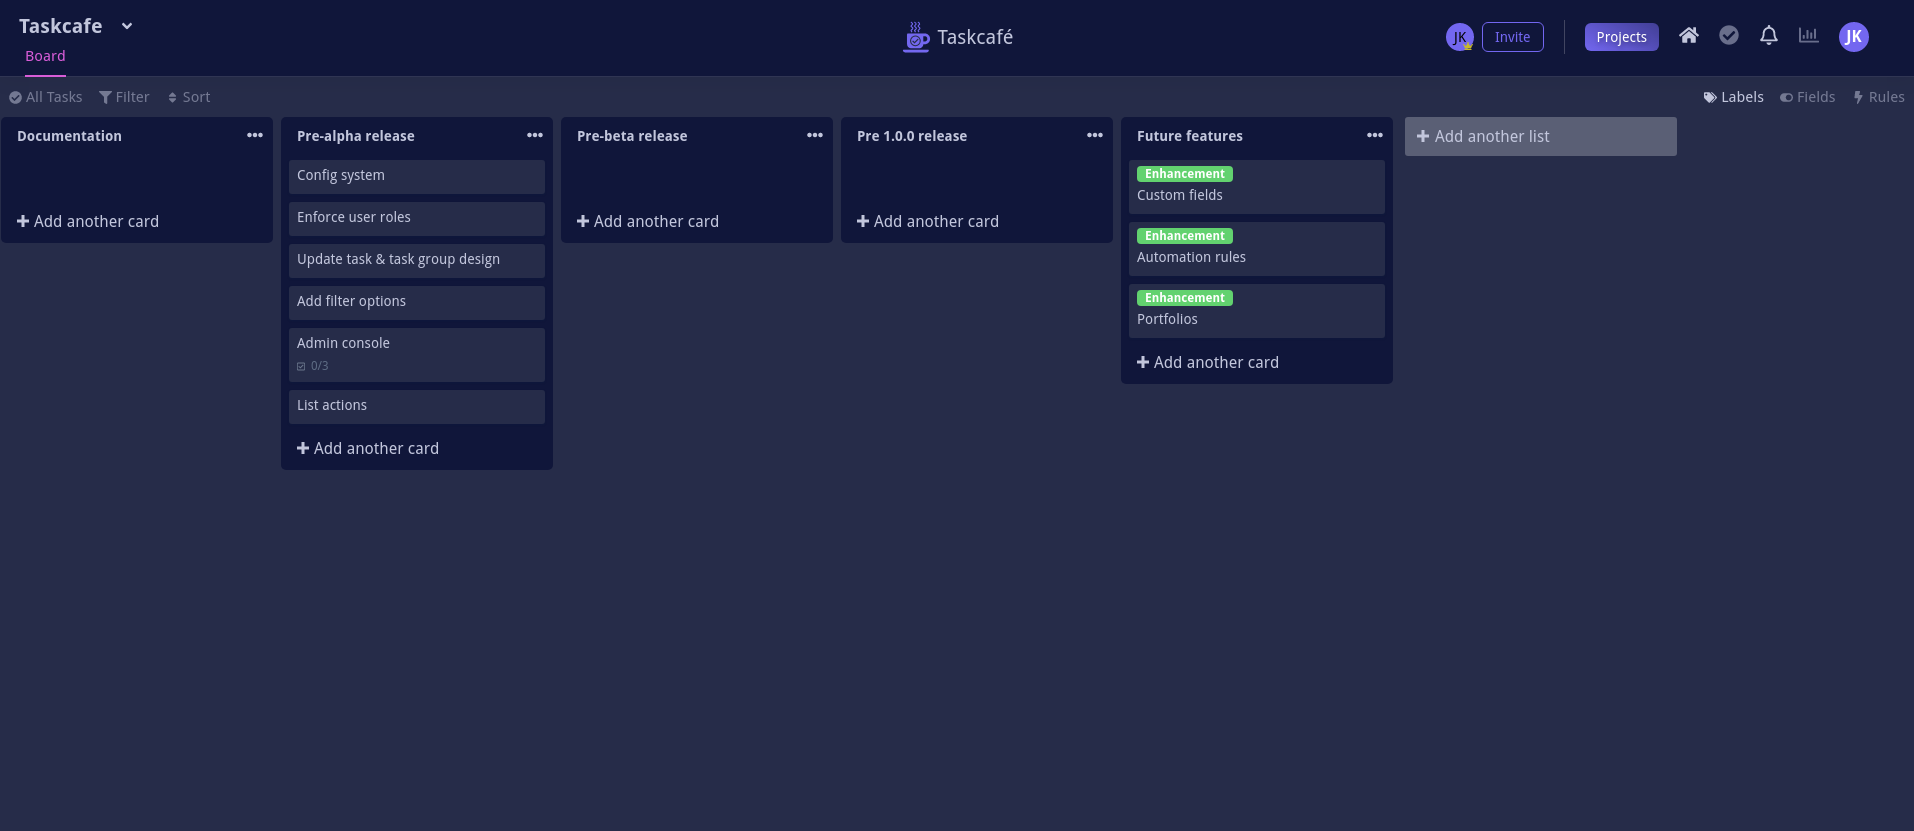 Taskcafe
Board
Taskcafé
JK
Invite
Projects
JK
All Tasks
Filter
Sort
Labels
Fields
Rules
Documentation
Add another card
Pre-alpha release
Config system
Enforce user roles
Update task & task group design
Add filter options
Admin console
0/3
List actions
Add another card
Pre-beta release
Add another card
Pre 1.0.0 release
Add another card
Future features
Enhancement
Custom fields
Enhancement
Automation rules
Enhancement
Portfolios
Add another card
Add another list